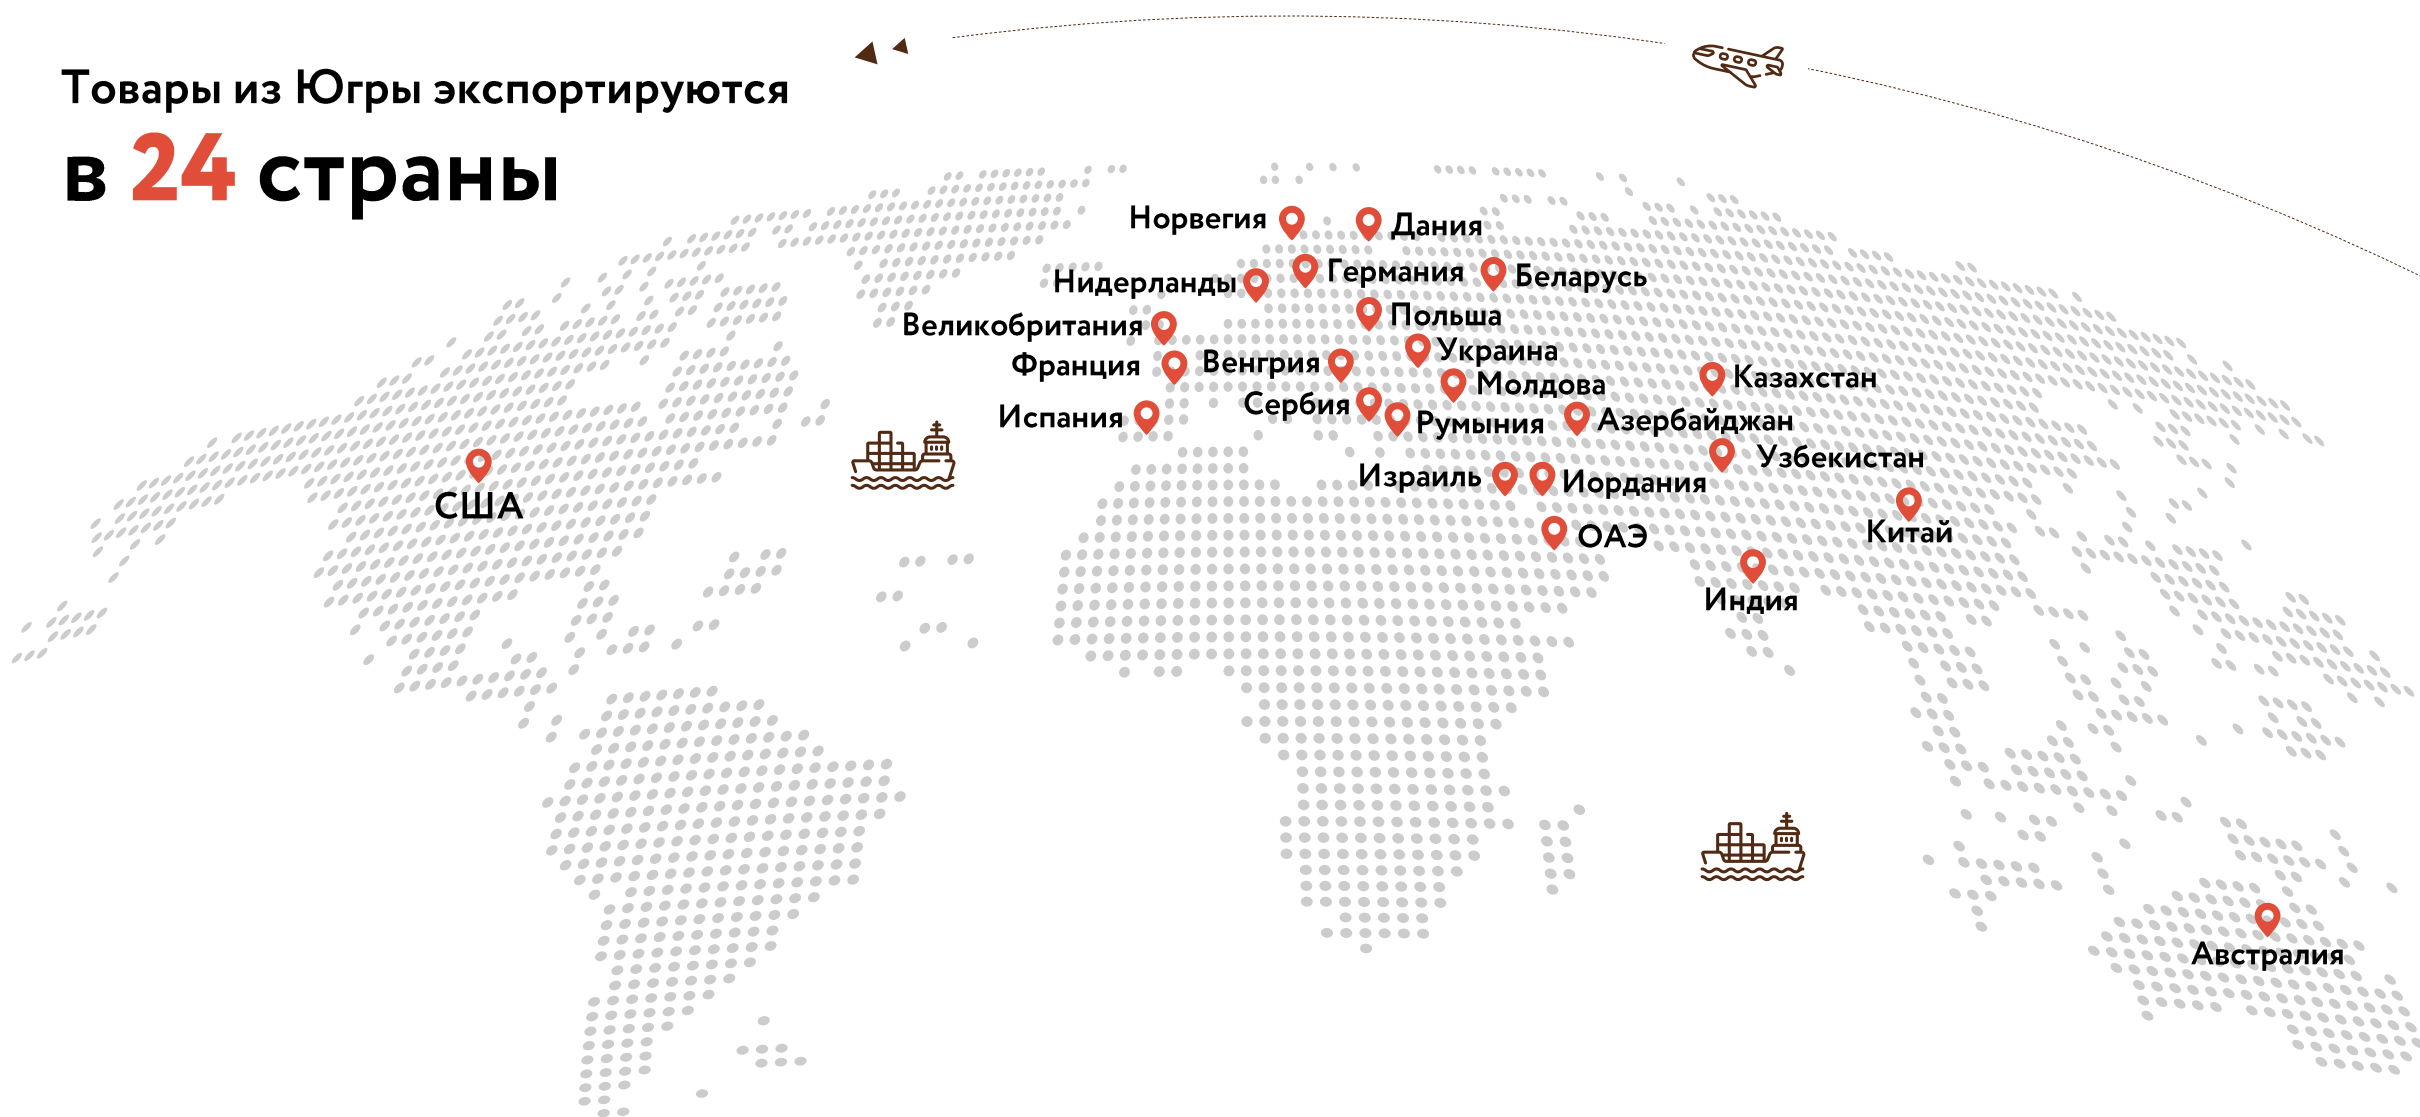 Товары из Югры экспортируются
в 24 страны
Норвегия
Дания
Нидерланды
Германия
Беларусь
Великобритания
Польша
Франция
Венгрия
Украина
Молдова
Казахстан
Испания
Сербия
Румыния
Азербайджан
Узбекистан
США
Израиль
Иордания
Китай
ОАЭ
Индия
Австралия